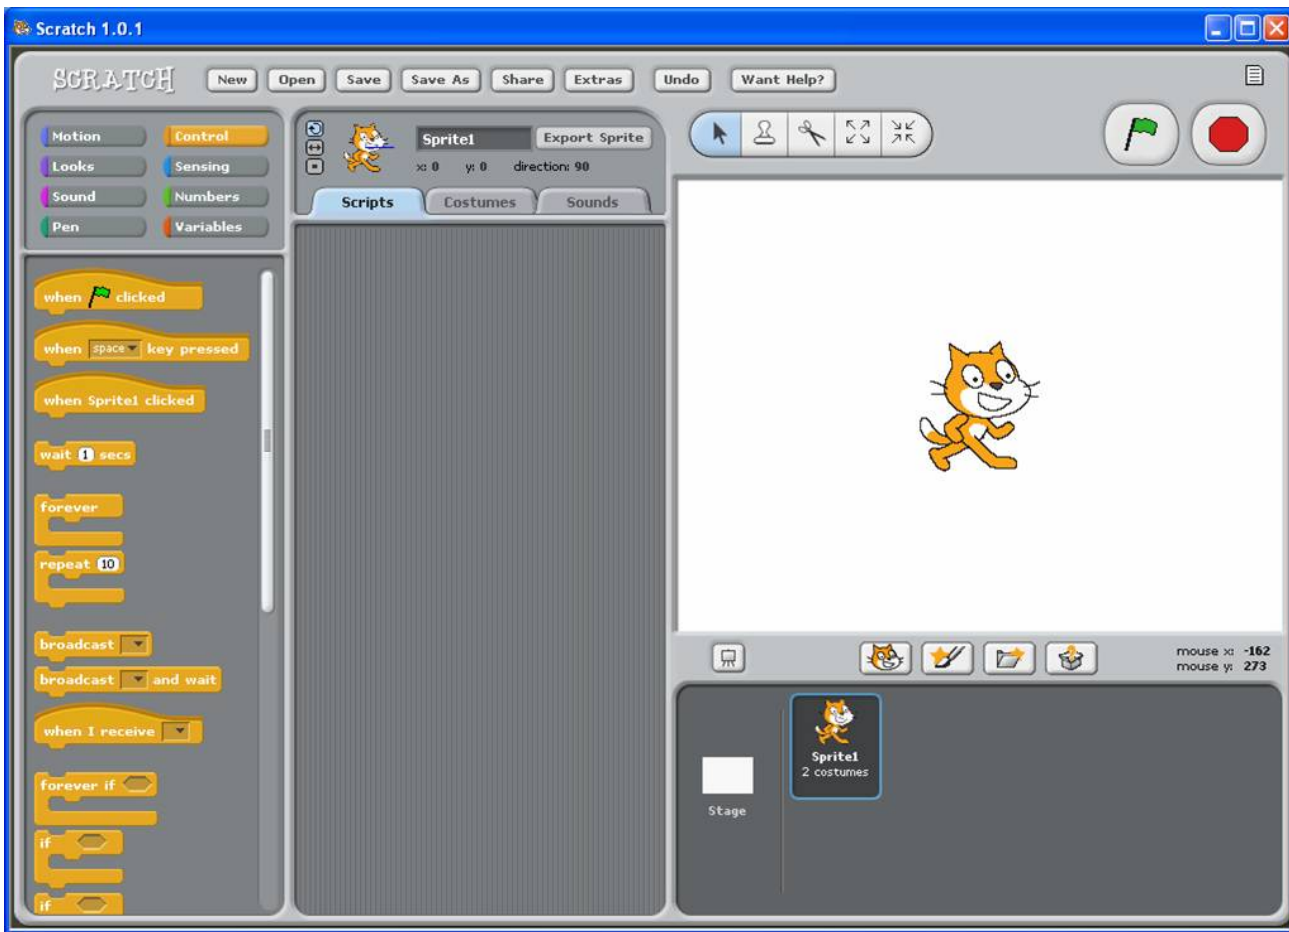 Scratch 1.0.1
SCRATCH New Open Save Save As Share Extras Undo Want Help?
Motion Control
Looks Sensing
Sound Numbers
Pen Variables
Sprite1 Export Sprite
x: 0 y: 0 direction: 90
Scripts Costumes Sounds
when clicked
when space key pressed
when Sprite1 clicked
wait 1 secs
forever
repeat 10
broadcast
broadcast and wait
when I receive
forever if
if
if
mouse x: -162
mouse y: 273
Sprite1
2 costumes
Stage